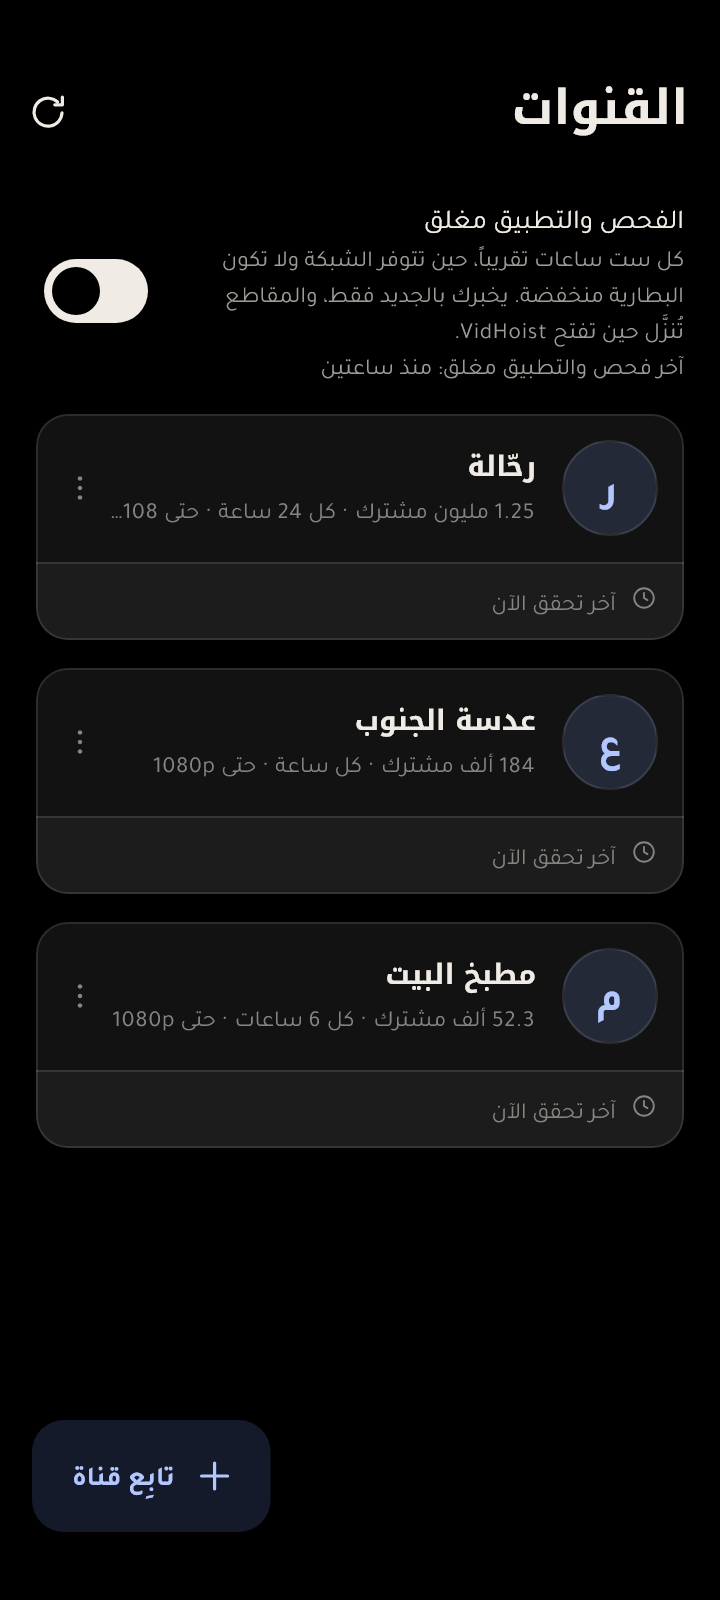 القنوات
الفحص والتطبيق مغلق
كل ست ساعات تقريباً، حين تتوفر الشبكة ولا تكون
البطارية منخفضة. يخبرك بالجديد فقط، والمقاطع
تُنزَّل حين تفتح VidHoist.
آخر فحص والتطبيق مغلق: منذ ساعتين
ر
رحّالة
1.25 مليون مشترك · كل 24 ساعة · حتى 108…
آخر تحقق الآن
ع
عدسة الجنوب
184 ألف مشترك · كل ساعة · حتى 1080p
آخر تحقق الآن
م
مطبخ البيت
52.3 ألف مشترك · كل 6 ساعات · حتى 1080p
آخر تحقق الآن
تابِع قناة